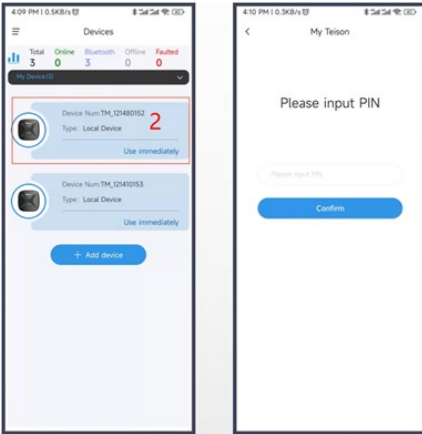 4:09 PM | 0.5KB/s
Devices
Total Online Bluetooth Offline Faulted
3 0 3 0 0
My Device(3)
Device Num:TM_121480152
2
Type: Local Device
Use immediately
Device Num:TM_121410153
Type: Local Device
Use immediately
+ Add device
4:10 PM | 0.3KB/s
My Teison
Please input PIN
Please input PIN
Confirm